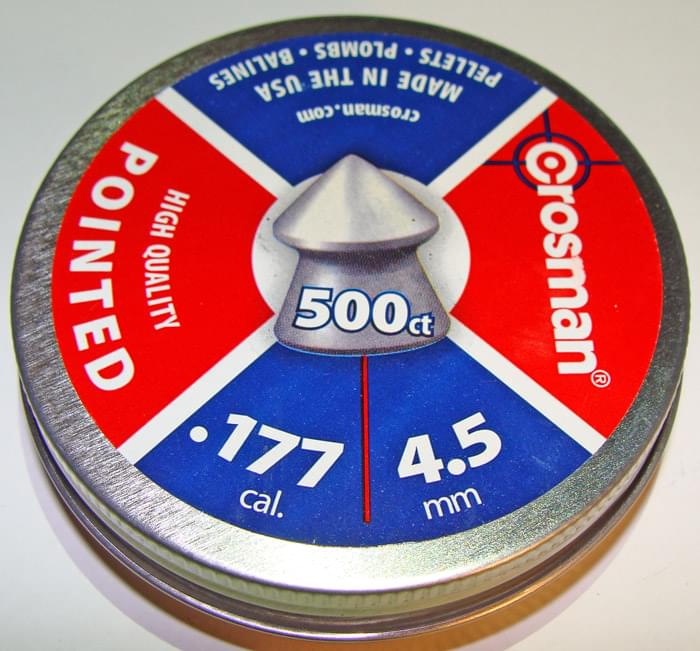 PELLETS • PLOMBS • BALINES
MADE IN THE USA
crosman.com
HIGH QUALITY
POINTED
Crosman®
500ct
.177
cal.
4.5
mm